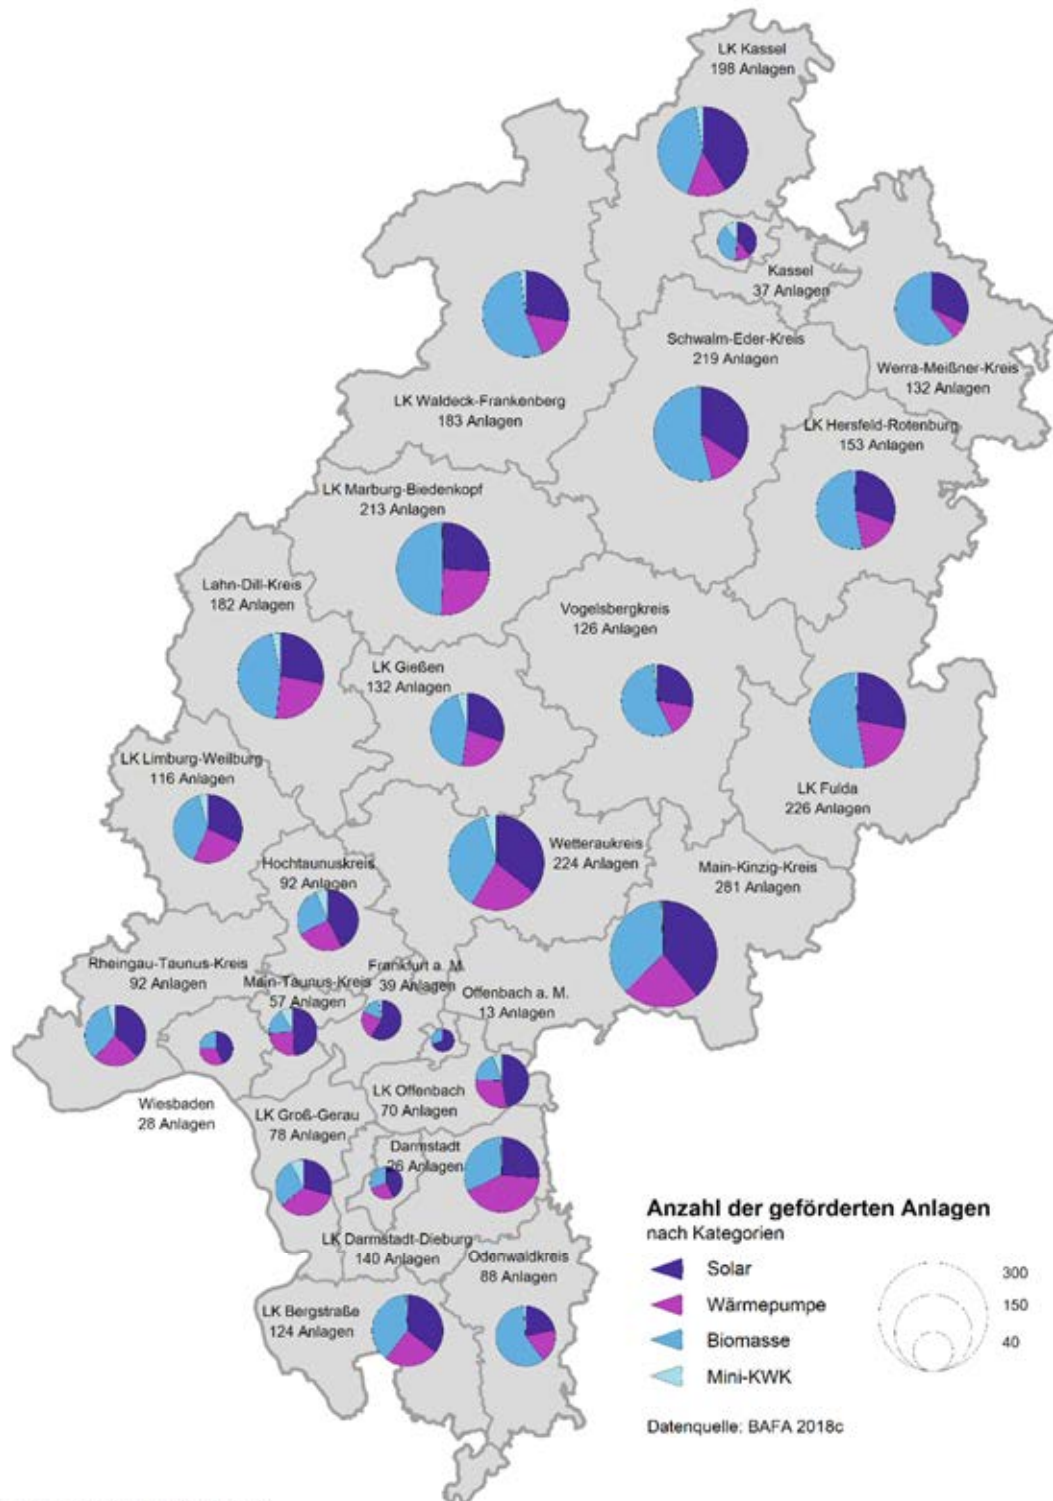 LK Kassel
198 Anlagen
Kassel
37 Anlagen
Schwalm-Eder-Kreis
219 Anlagen
Werra-Meißner-Kreis
132 Anlagen
LK Waldeck-Frankenberg
183 Anlagen
LK Hersfeld-Rotenburg
153 Anlagen
LK Marburg-Biedenkopf
213 Anlagen
Lahn-Dill-Kreis
182 Anlagen
Vogelsbergkreis
126 Anlagen
LK Gießen
132 Anlagen
LK Limburg-Weilburg
116 Anlagen
LK Fulda
226 Anlagen
Wetteraukreis
224 Anlagen
Hochtaunuskreis
92 Anlagen
Main-Kinzig-Kreis
281 Anlagen
Rheingau-Taunus-Kreis
92 Anlagen
Main-Taunus-Kreis
57 Anlagen
Frankfurt a. M.
39 Anlagen
Offenbach a. M.
13 Anlagen
Wiesbaden
28 Anlagen
LK Offenbach
70 Anlagen
LK Groß-Gerau
78 Anlagen
Darmstadt
26 Anlagen
LK Darmstadt-Dieburg
140 Anlagen
Odenwaldkreis
88 Anlagen
LK Bergstraße
124 Anlagen
Anzahl der geförderten Anlagen
nach Kategorien
Solar
Wärmepumpe
Biomasse
Mini-KWK
300
150
40
Datenquelle: BAFA 2018c